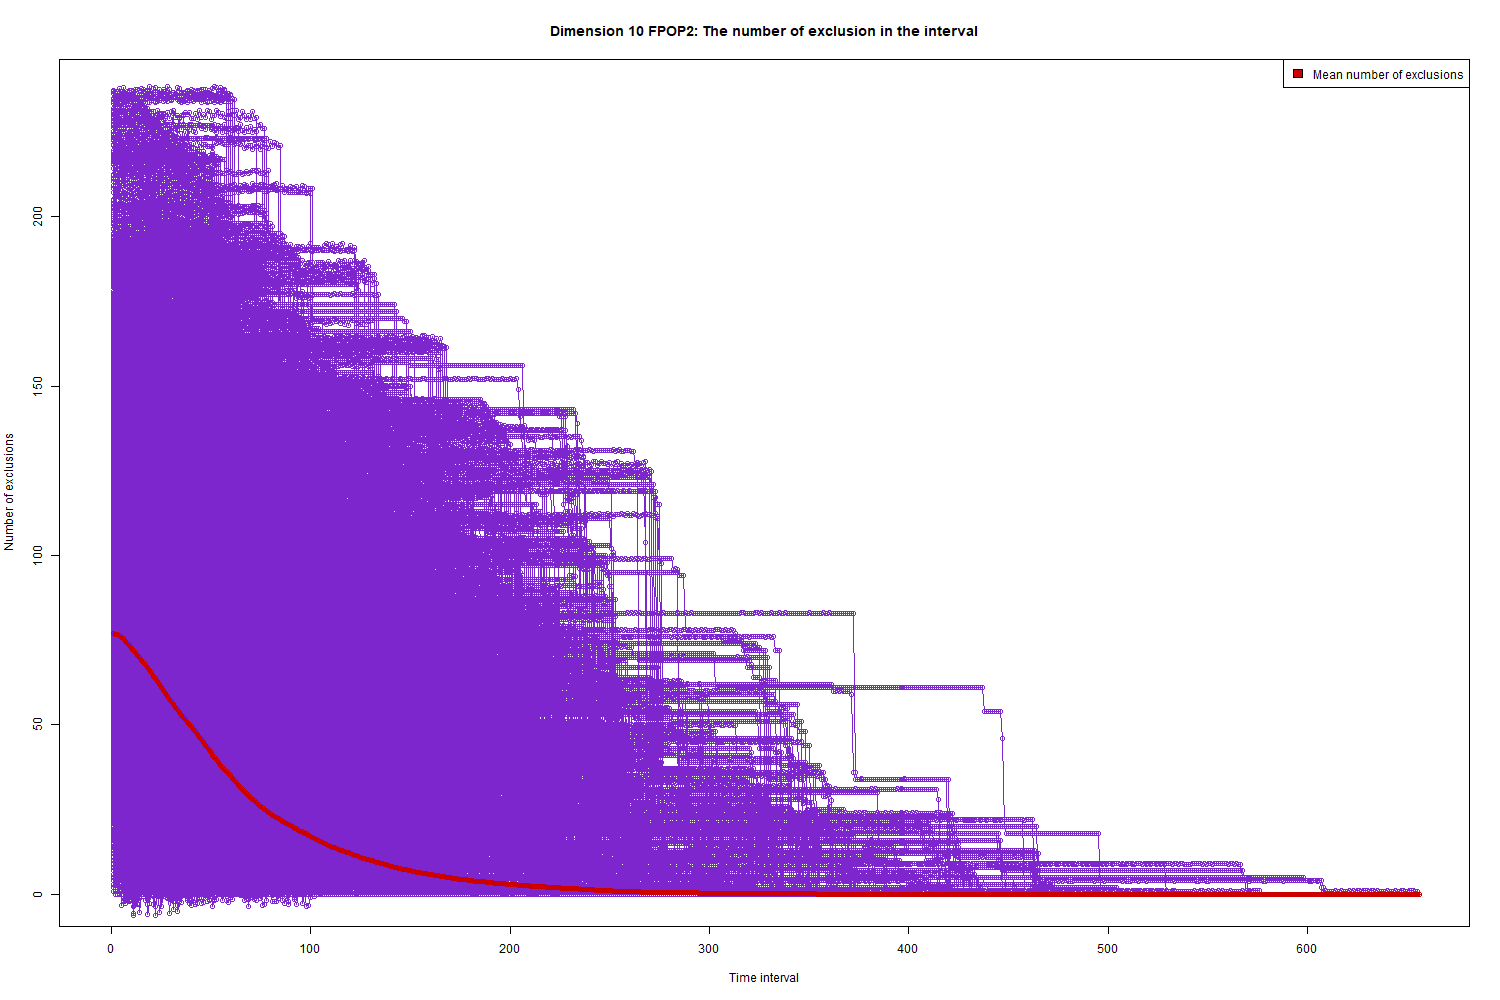 Dimension 10 FPOP2: The number of exclusion in the interval
Mean number of exclusions
Number of exclusions
200
150
100
50
0
0 100 200 300 400 500 600
Time interval